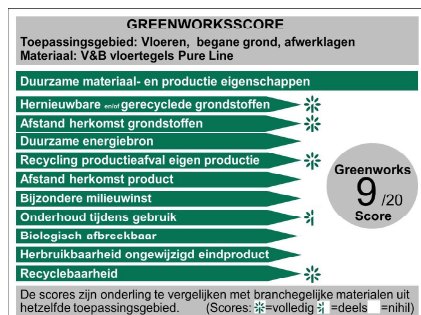 GREENWORKSSCORE
Toepassingsgebied: Vloeren, begane grond, afwerklagen
Materiaal: V&B vloertegels Pure Line
Duurzame materiaal- en productie eigenschappen
Hernieuwbare en/of gerecyclede grondstoffen
Afstand herkomst grondstoffen
Duurzame energiebron
Recycling productieafval eigen productie
Afstand herkomst product
Bijzondere milieuwinst
Onderhoud tijdens gebruik
Biologisch afbreekbaar
Herbruikbaarheid ongewijzigd eindproduct
Recyclebaarheid
Greenworks
9 /20
Score
De scores zijn onderling te vergelijken met branchegelijke materialen uit
hetzelfde toepassingsgebied. (Scores: =volledig =deels =nihil)